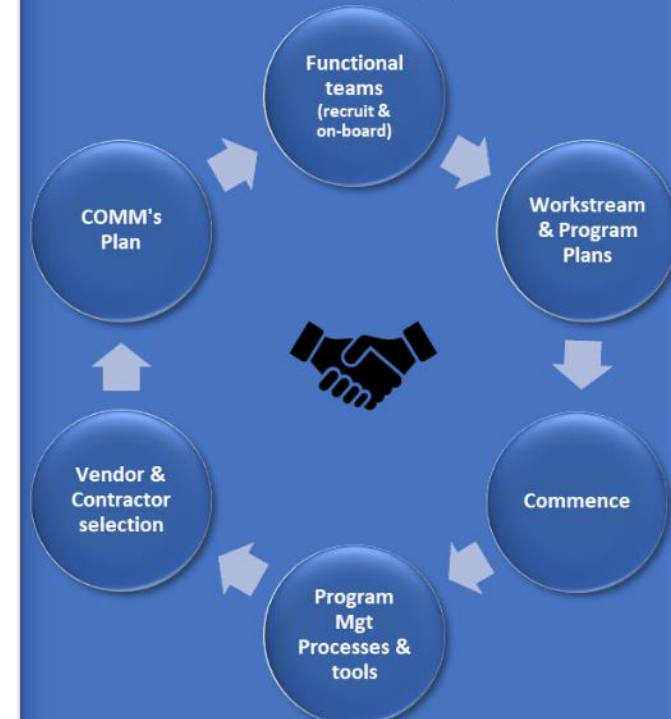 Functional
teams
(recruit &
on-board)
Workstream
& Program
Plans
Commence
Program
Mgt
Processes &
tools
Vendor &
Contractor
selection
COMM's
Plan